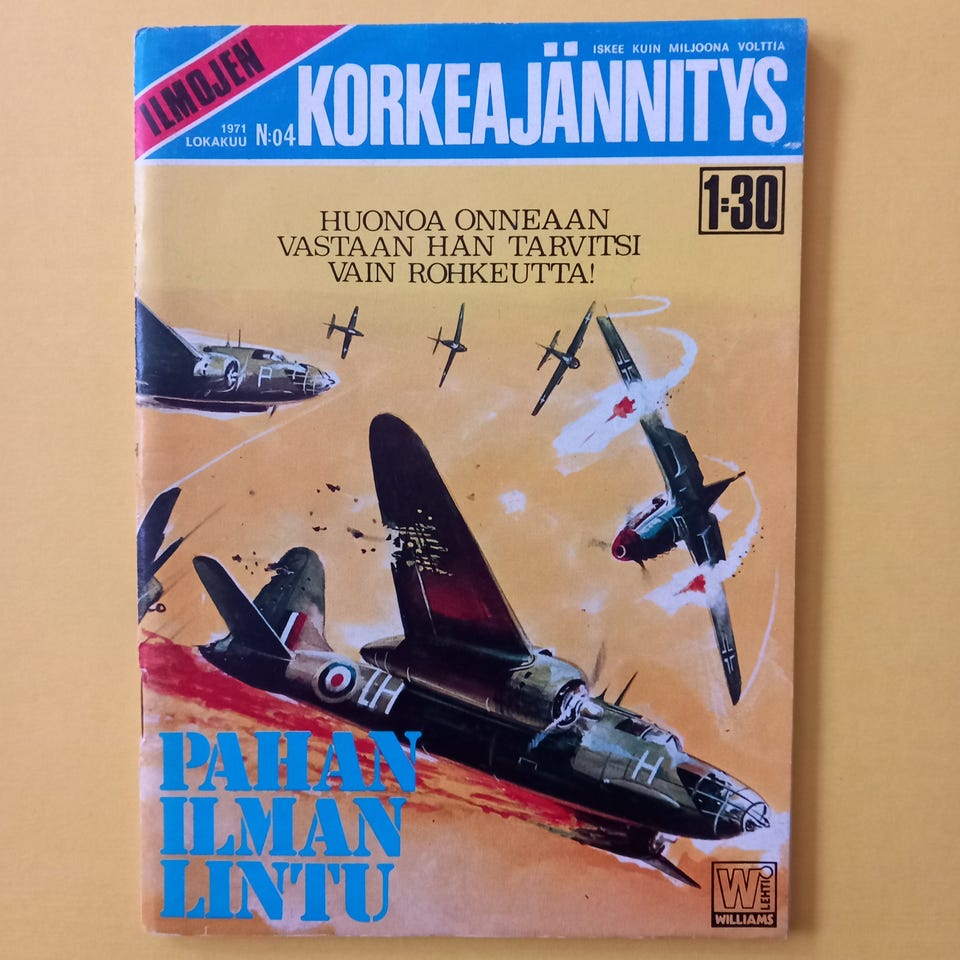 ILMOJEN
ISKEE KUIN MILJOONA VOLTTIA
KORKEAJÄNNITYS
1971
LOKAKUU N:o4
1:30
HUONOA ONNEAAN
VASTAAN HÄN TARVITSI
VAIN ROHKEUTTA!
P
LH
H
PAHAN
ILMAN
LINTU
W LEHTI
WILLIAMS